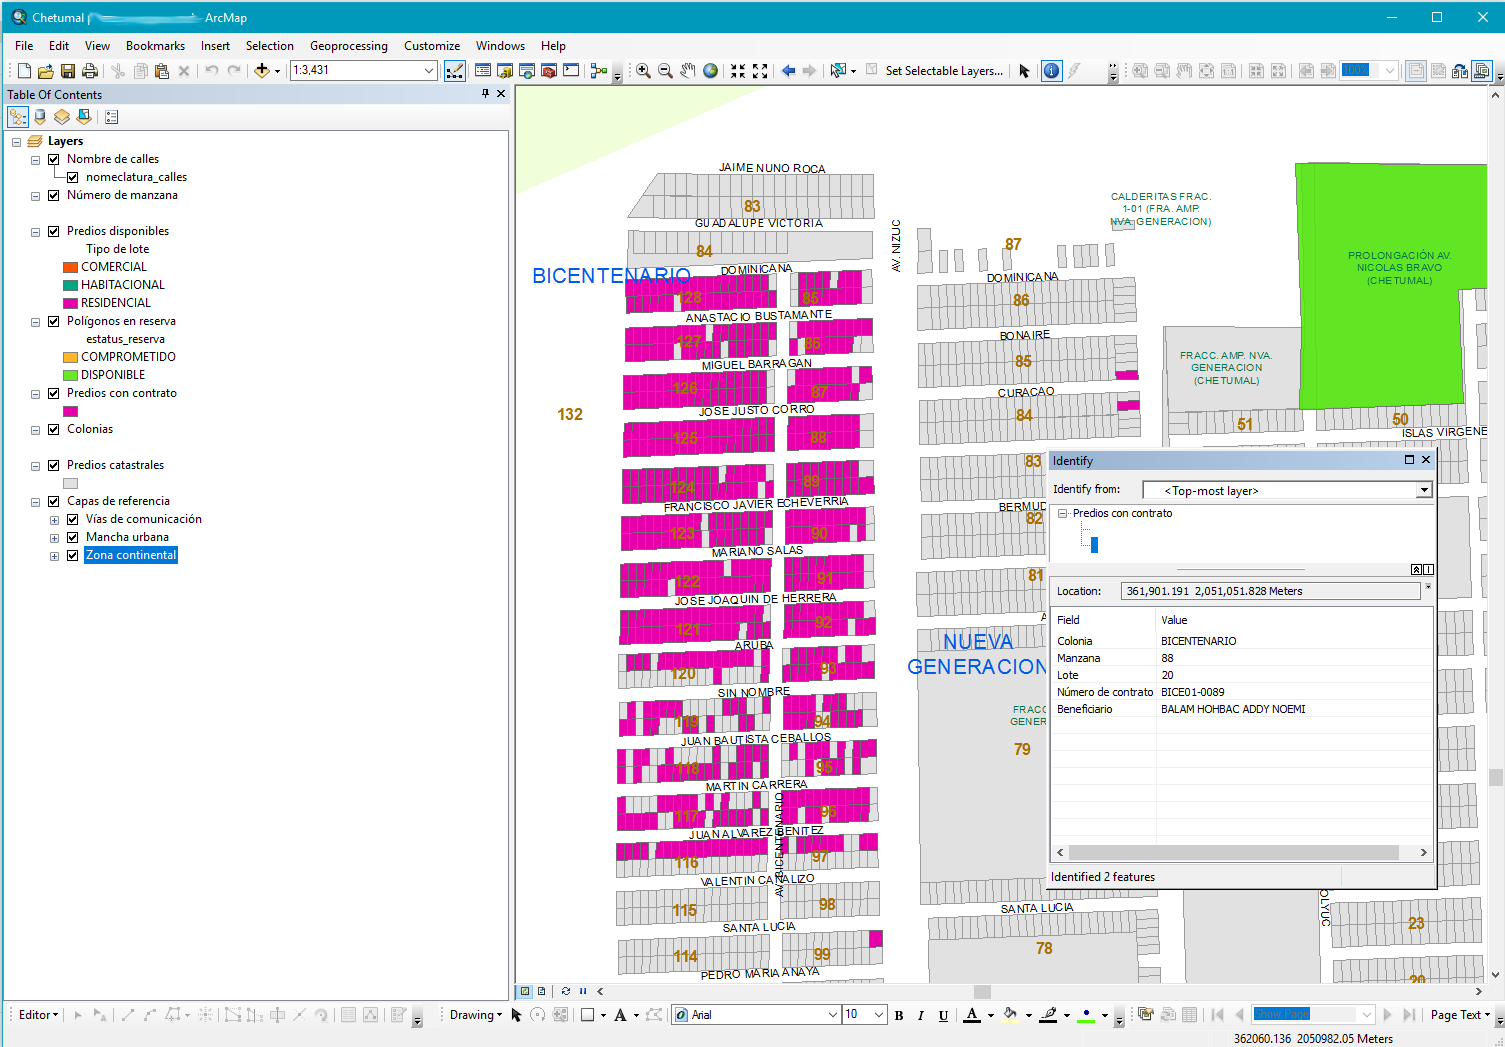 Chetumal
ArcMap
File Edit View Bookmarks Insert Selection Geoprocessing Customize Windows Help
1:3,431
Set Selectable Layers...
100%
Table Of Contents
Layers
Nombre de calles
nomeclatura_calles
Número de manzana
Predios disponibles
Tipo de lote
COMERCIAL
HABITACIONAL
RESIDENCIAL
Polígonos en reserva
estatus_reserva
COMPROMETIDO
DISPONIBLE
Predios con contrato
Colonias
Predios catastrales
Capas de referencia
Vías de comunicación
Mancha urbana
Zona continental
JAIME NUNO ROCA
83
GUADALUPE VICTORIA
84
BICENTENARIO
DOMINICANA
128 85
ANASTACIO BUSTAMANTE
127 86
MIGUEL BARRAGAN
126 87
132
JOSE JUSTO CORRO
125 88
124 89
FRANCISCO JAVIER ECHEVERRIA
123 90
MARIANO SALAS
122 91
JOSE JOAQUIN DE HERRERA
121 92
ARUBA
120 93
SIN NOMBRE
119 94
JUAN BAUTISTA CEBALLOS
118 95
MARTIN CARRERA
117 96
JUAN ALVAREZ BENITEZ
116 97
AV. BICENTENARIO
VALENTIN CANALIZO
115 98
SANTA LUCIA
114 99
PEDRO MARIA ANAYA
AV. NIZUC
CALDERITAS FRAC.
1-01 (FRA. AMP.
NVA. GENERACION)
87
DOMINICANA
86
BONAIRE
85
CURACAO
84
83
BERMUD
82
81
A
NUEVA
GENERACION
FRACC
GENER
79
SANTA LUCIA
78
PROLONGACIÓN AV.
NICOLAS BRAVO
(CHETUMAL)
FRACC. AMP. NVA.
GENERACION
(CHETUMAL)
51
50
ISLAS VIRGENE
OLYUC
23
20
Identify
Identify from: <Top-most layer>
Predios con contrato
Location: 361,901.191 2,051,051.828 Meters
Field Value
Colonia BICENTENARIO
Manzana 88
Lote 20
Número de contrato BICE01-0089
Beneficiario BALAM HOHBAC ADDY NOEMI
Identified 2 features
Editor
Drawing
A
Arial
10
B I U A
Show Page
Page Text
362060.136 2050982.05 Meters